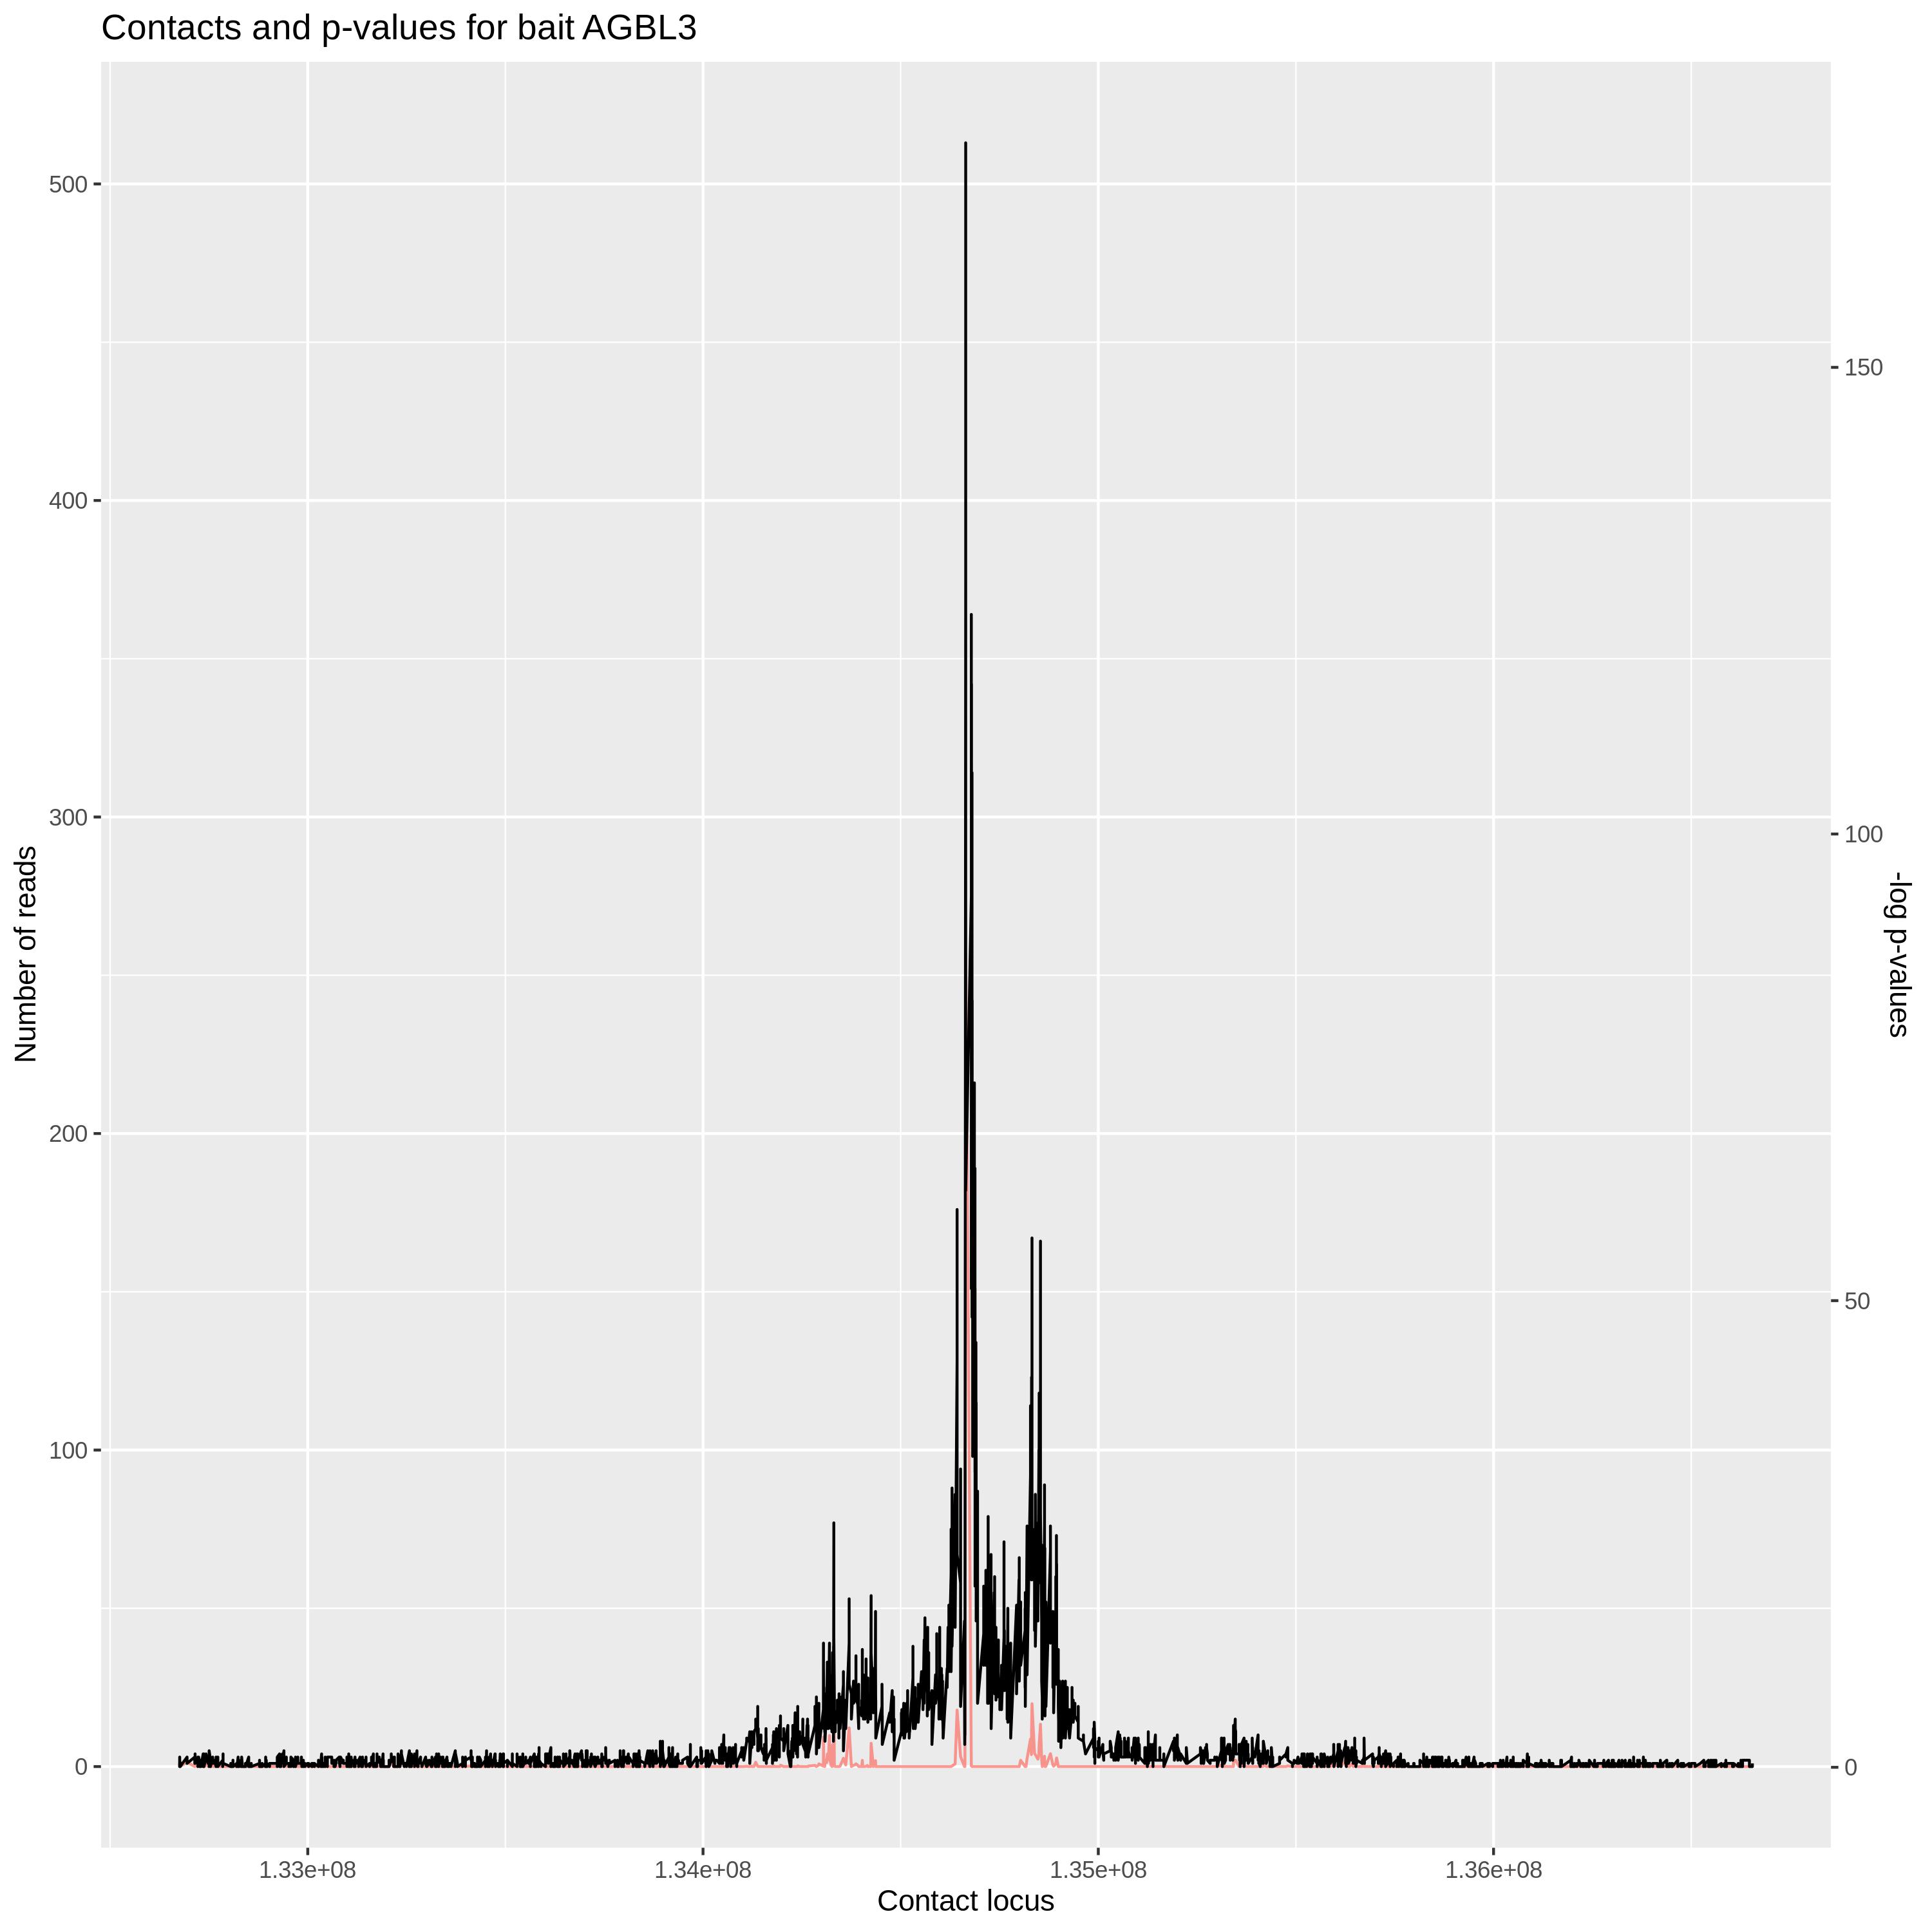 Contacts and p-values for bait AGBL3
500
400
300
200
100
0
Number of reads
150
100
50
0
-log p-values
1.33e+08
1.34e+08
1.35e+08
1.36e+08
Contact locus